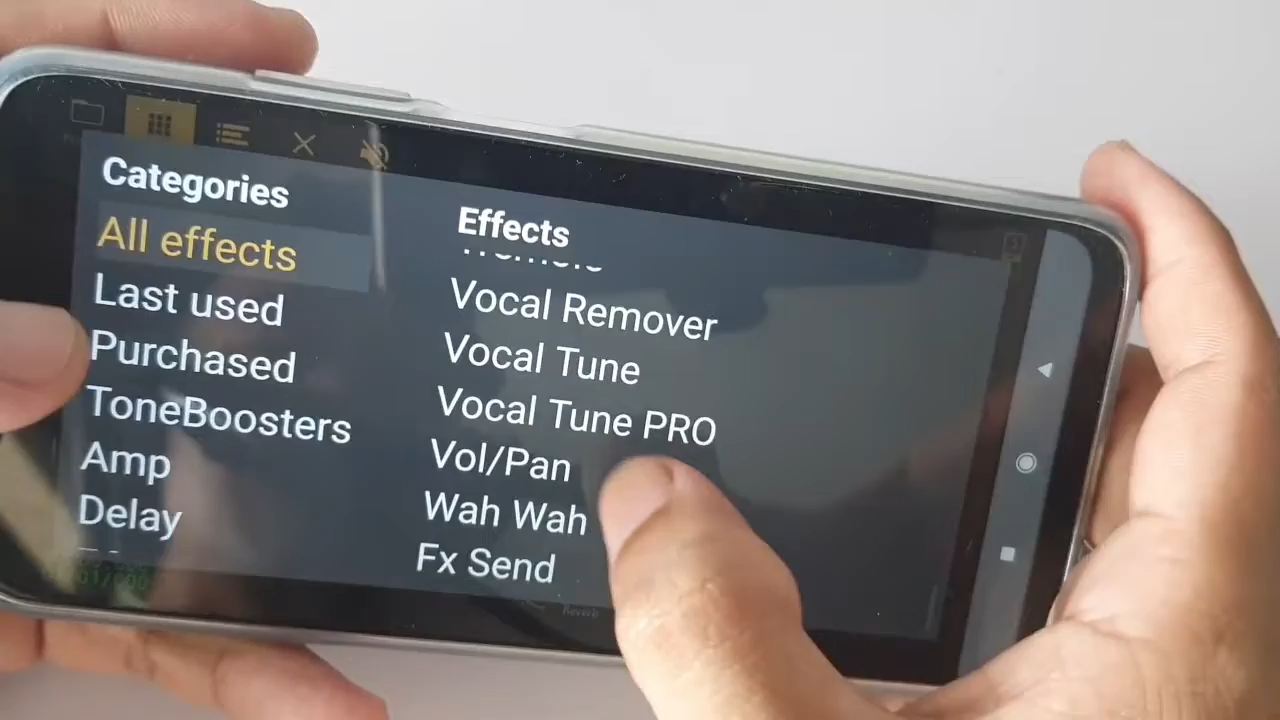 Categories
All effects
Last used
Purchased
ToneBoosters
Amp
Delay
Effects
Vocal Remover
Vocal Tune
Vocal Tune PRO
Vol/Pan
Wah Wah
Fx Send
Reverb